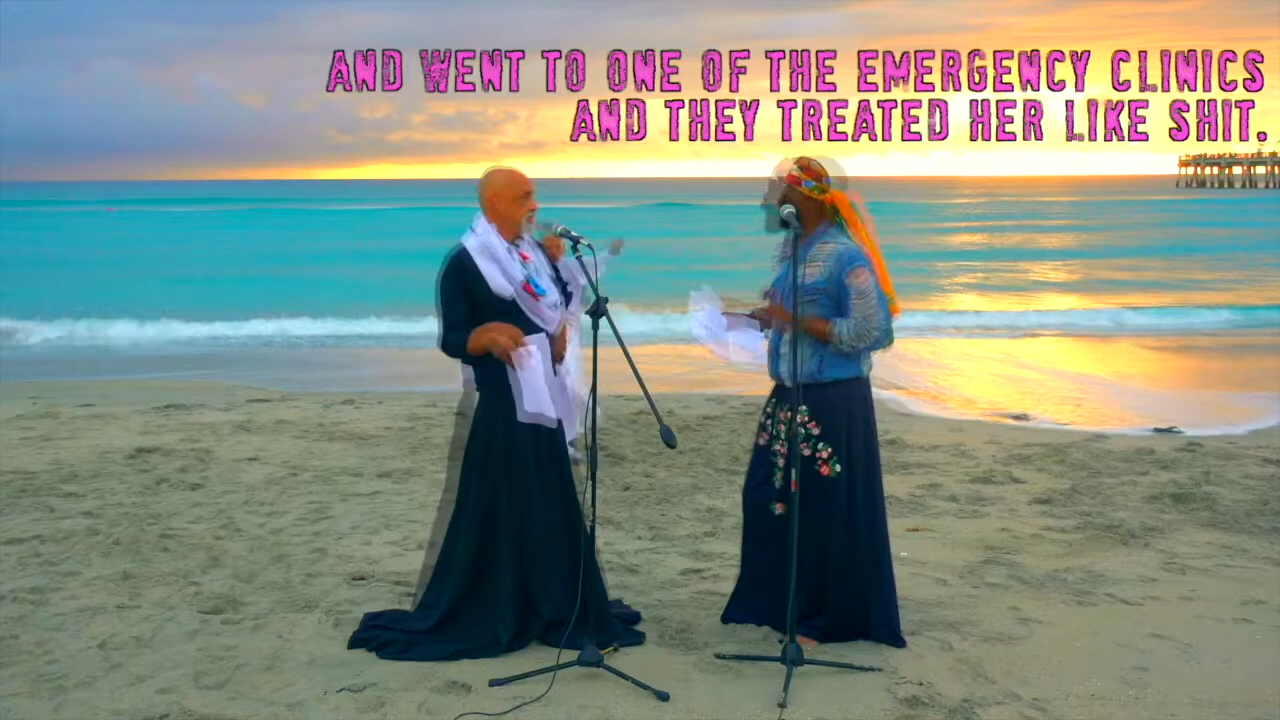 AND WENT TO ONE OF THE EMERGENCY CLINICS
AND THEY TREATED HER LIKE SHIT.